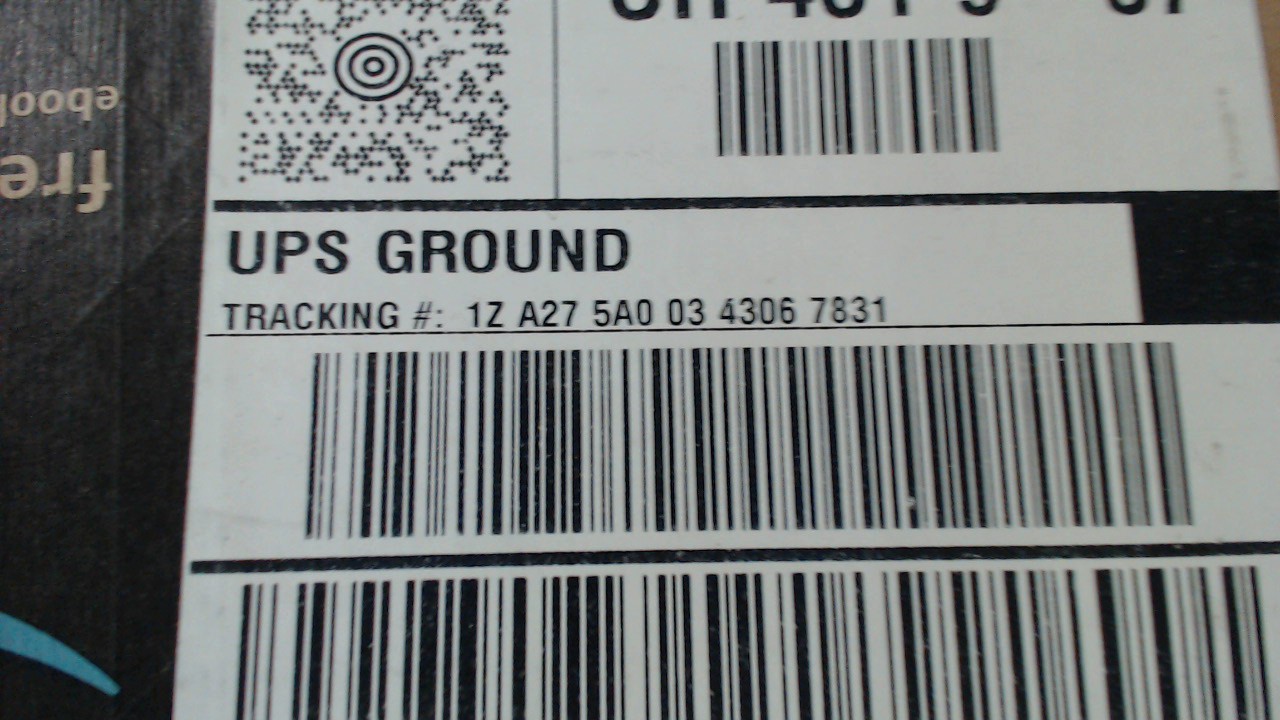 UPS GROUND
TRACKING #: 1Z A27 5A0 03 4306 7831